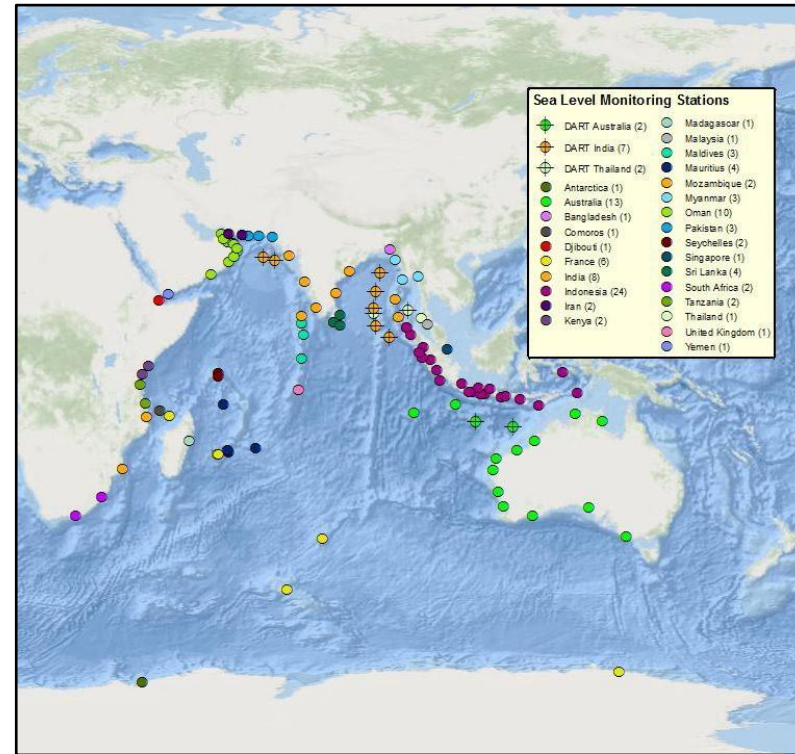 Sea Level Monitoring Stations
DART Australia (2)
DART India (7)
DART Thailand (2)
Antarctica (1)
Australia (13)
Bangladesh (1)
Comoros (1)
Djibouti (1)
France (6)
India (8)
Indonesia (24)
Iran (2)
Kenya (2)
Madagascar (1)
Malaysia (1)
Maldives (3)
Mauritius (4)
Mozambique (2)
Myanmar (3)
Oman (10)
Pakistan (3)
Seychelles (2)
Singapore (1)
Sri Lanka (4)
South Africa (2)
Tanzania (2)
Thailand (1)
United Kingdom (1)
Yemen (1)